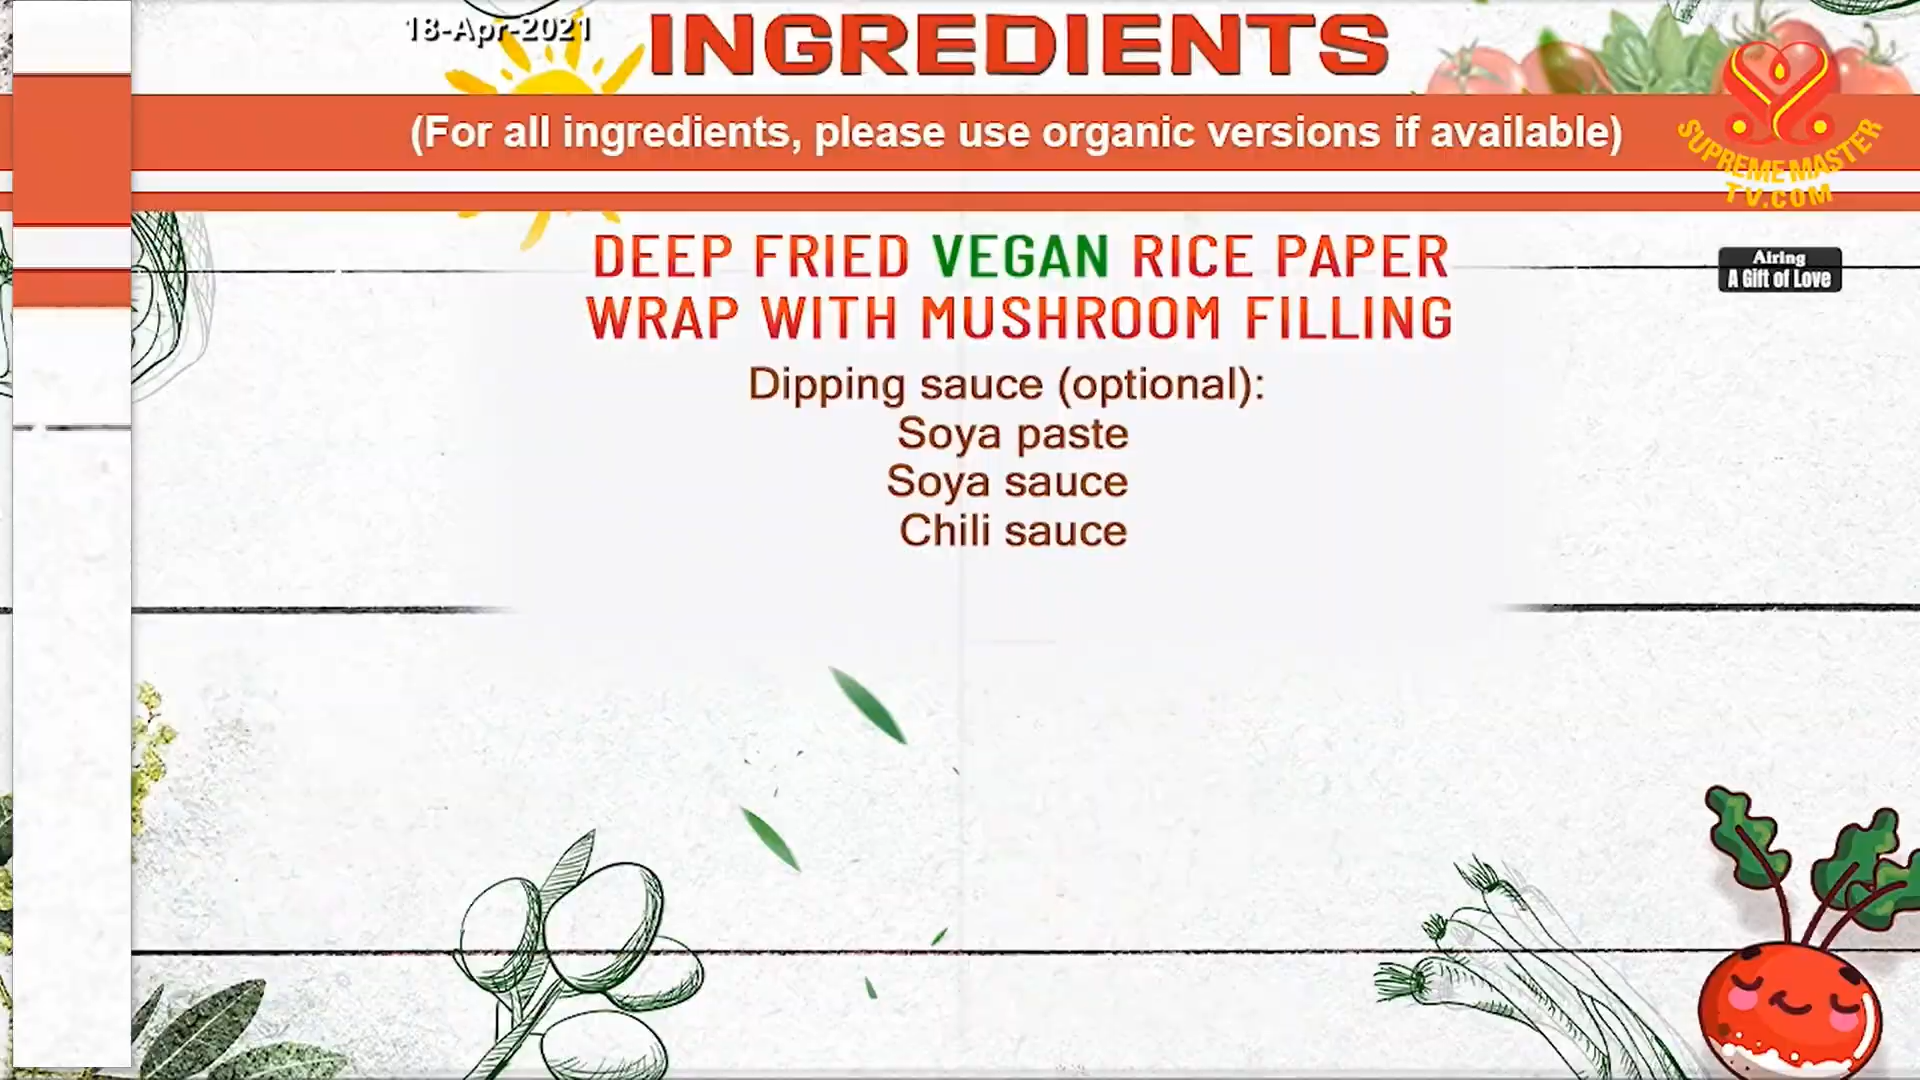 18-Apr-2021
INGREDIENTS
(For all ingredients, please use organic versions if available)
SUPREME MASTER
TV.COM
DEEP FRIED VEGAN RICE PAPER
Airing
A Gift of Love
WRAP WITH MUSHROOM FILLING
Dipping sauce (optional):
Soya paste
Soya sauce
Chili sauce